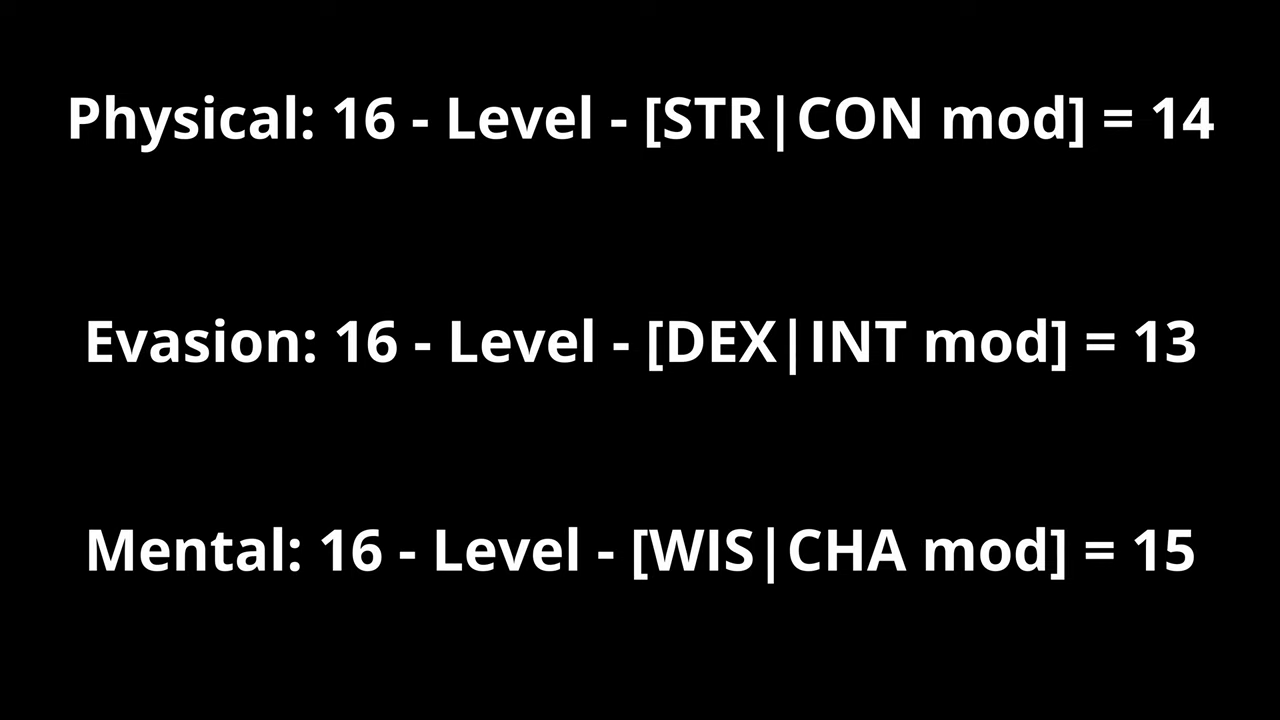 Physical: 16 - Level - [STR|CON mod] = 14
Evasion: 16 - Level - [DEX|INT mod] = 13
Mental: 16 - Level - [WIS|CHA mod] = 15